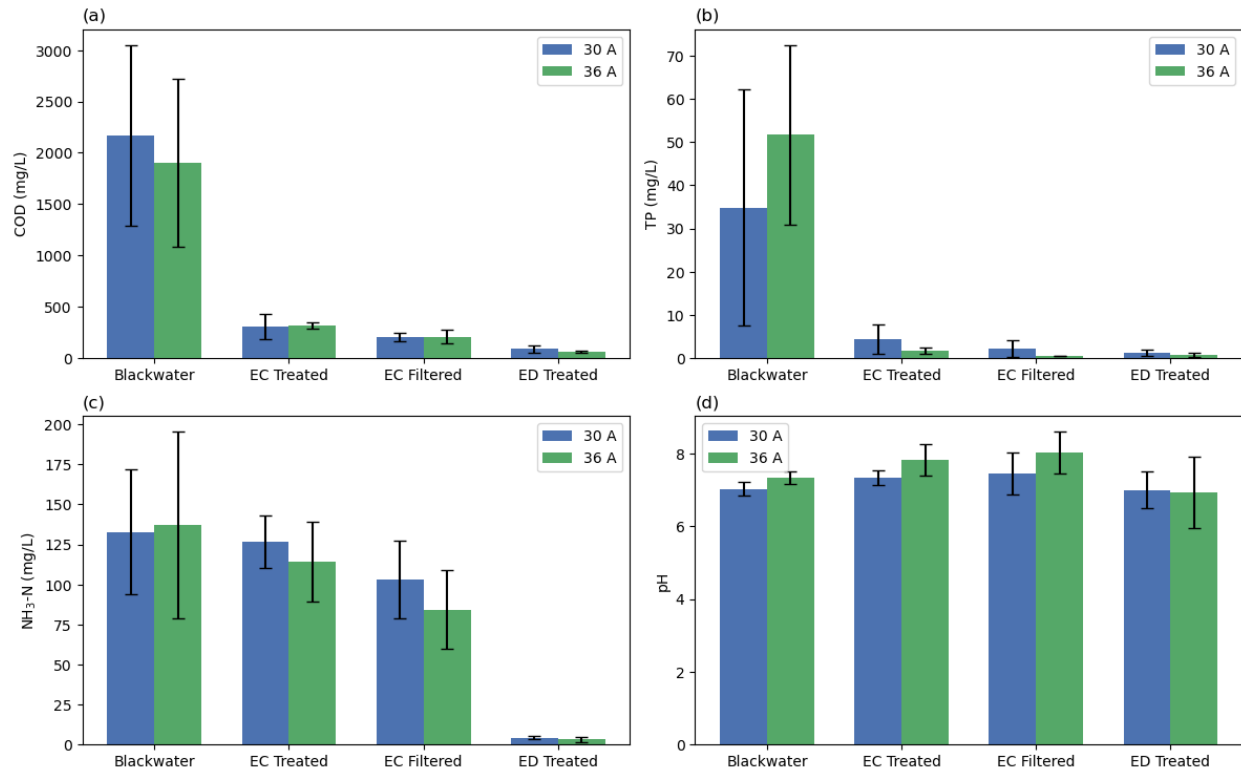 (a)
3000
2500
2000
1500
1000
500
0
COD (mg/L)
30 A
36 A
Blackwater EC Treated EC Filtered ED Treated
(b)
70
60
50
40
30
20
10
0
TP (mg/L)
30 A
36 A
Blackwater EC Treated EC Filtered ED Treated
(c)
200
175
150
125
100
75
50
25
0
NH₃-N (mg/L)
30 A
36 A
Blackwater EC Treated EC Filtered ED Treated
(d)
8
6
4
2
0
pH
30 A
36 A
Blackwater EC Treated EC Filtered ED Treated